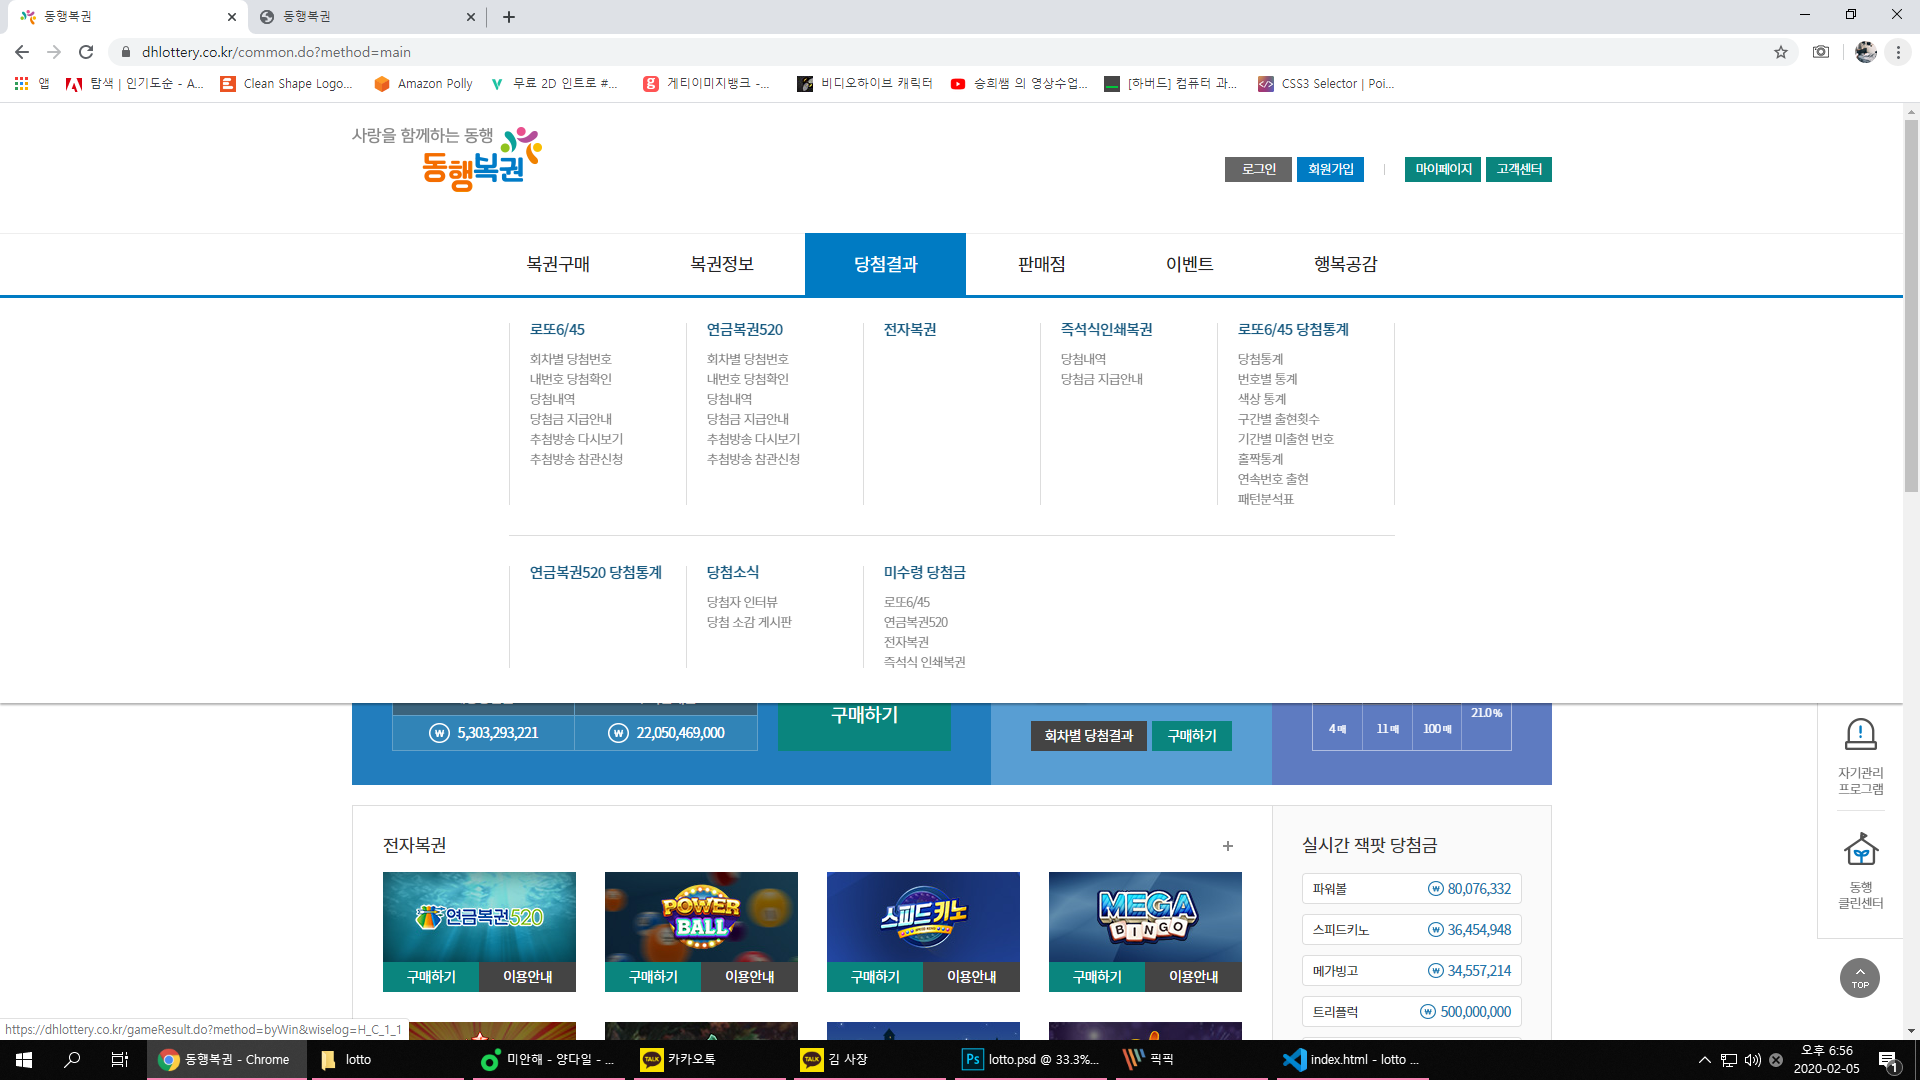 동행복권
동행복권
dhlottery.co.kr/common.do?method=main
앱
탐색 | 인기도순 - A...
Clean Shape Logo...
Amazon Polly
무료 2D 인트로 #...
게티이미지뱅크 -...
비디오하이브 캐릭터
승희쌤 의 영상수업...
[하버드] 컴퓨터 과...
CSS3 Selector | Poi...
사랑을 함께하는 동행
동행복권
로그인
회원가입
마이페이지
고객센터
복권구매
복권정보
당첨결과
판매점
이벤트
행복공감
로또6/45
회차별 당첨번호
내번호 당첨확인
당첨내역
당첨금 지급안내
추첨방송 다시보기
추첨방송 참관신청
연금복권520
회차별 당첨번호
내번호 당첨확인
당첨내역
당첨금 지급안내
추첨방송 다시보기
추첨방송 참관신청
전자복권
즉석식인쇄복권
당첨내역
당첨금 지급안내
로또6/45 당첨통계
당첨통계
번호별 통계
색상 통계
구간별 출현횟수
기간별 미출현 번호
홀짝통계
연속번호 출현
패턴분석표
연금복권520 당첨통계
당첨소식
당첨자 인터뷰
당첨 소감 게시판
미수령 당첨금
로또6/45
연금복권520
전자복권
즉석식 인쇄복권
5,303,293,221
22,050,469,000
구매하기
회차별 당첨결과
구매하기
4 매
11 매
100 매
21.0 %
자기관리
프로그램
동행
클린센터
TOP
전자복권
+
연금복권520
구매하기
이용안내
POWER
BALL
구매하기
이용안내
스피드키노
구매하기
이용안내
MEGA
BINGO
구매하기
이용안내
실시간 잭팟 당첨금
파워볼
₩ 80,076,332
스피드키노
₩ 36,454,948
메가빙고
₩ 34,557,214
트리플럭
₩ 500,000,000
https://dhlottery.co.kr/gameResult.do?method=byWin&wiselog=H_C_1_1
동행복권 - Chrome
lotto
미안해 - 양다일 - ...
TALK
카카오톡
TALK
김 사장
Ps
lotto.psd @ 33.3%...
픽픽
index.html - lotto ...
오후 6:56
2020-02-05
1